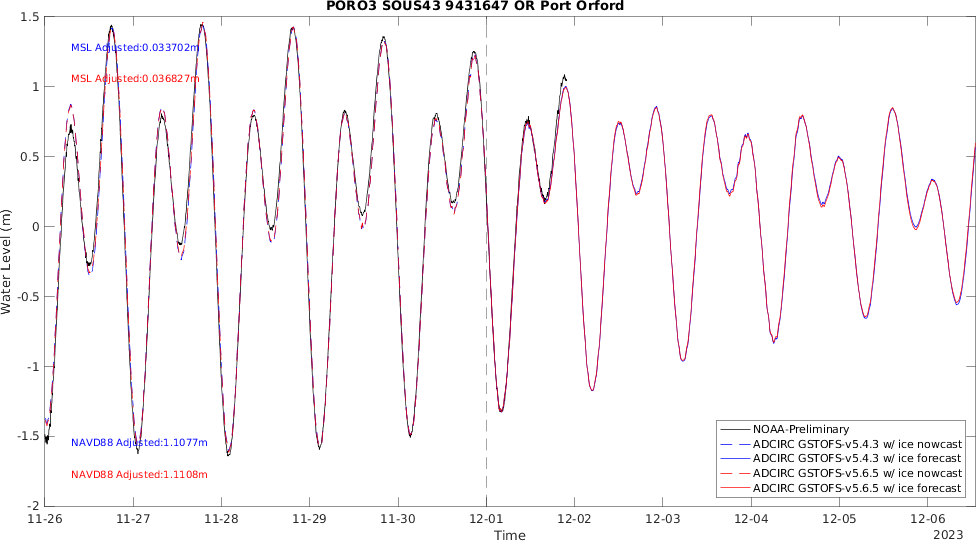 PORO3 SOUS43 9431647 OR Port Orford
1.5
MSL Adjusted:0.033702m
MSL Adjusted:0.036827m
1
0.5
0
-0.5
-1
-1.5
-2
Water Level (m)
NAVD88 Adjusted:1.1077m
NAVD88 Adjusted:1.1108m
NOAA-Preliminary
ADCIRC GSTOFS-v5.4.3 w/ ice nowcast
ADCIRC GSTOFS-v5.4.3 w/ ice forecast
ADCIRC GSTOFS-v5.6.5 w/ ice nowcast
ADCIRC GSTOFS-v5.6.5 w/ ice forecast
11-26 11-27 11-28 11-29 11-30 12-01 12-02 12-03 12-04 12-05 12-06
Time
2023